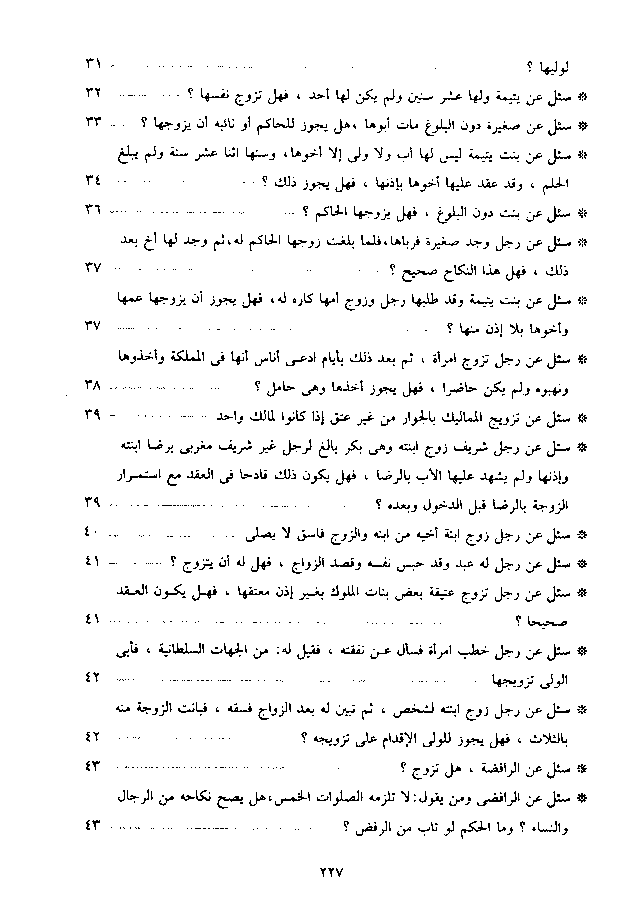 لوليها ؟ ٣١
* سئل عن يتيمة ولها عشر سنين ولم يكن لها أحد ، فهل تزوج نفسها ؟ ٣٢
* سئل عن صغيرة دون البلوغ مات أبوها ، هل يجوز للحاكم أو نائبه أن يزوجها ؟ ٣٣
* سئل عن بنت يتيمة ليس لها أب ولا ولى إلا أخوها ، وسنها اثنا عشر سنة ولم يبلغ
الحلم ، وقد عقد عليها أخوها بإذنها ، فهل يجوز ذلك ؟ ٣٤
* سئل عن بنت دون البلوغ ، فهل يزوجها الحاكم ؟ ٣٦
* سئل عن رجل وجد صغيرة فرباها ، فلما بلغت زوجها الحاكم له ، ثم وجد لها أخ بعد
ذلك ، فهل هذا النكاح صحيح ؟ ٣٧
* سئل عن بنت يتيمة وقد طلبها رجل وزوج أمها كاره له ، فهل يجوز أن يزوجها عمها
وأخوها بلا إذن منها ؟ ٣٧
* سئل عن رجل تزوج امرأة ، ثم بعد ذلك بأيام ادعى أناس أنها فى المملكة وأخذوها
ونهبوه ولم يكن حاضرا ، فهل يجوز أخذها وهى حامل ؟ ٣٨
* سئل عن تزويج المماليك بالجوار من غير عتق إذا كانوا لمالك واحد ٣٩
* سئل عن رجل شريف زوج ابنته وهى بكر بالغ لرجل غير شريف مغربى برضا ابنته
وإذنها ولم يشهد عليها الأب بالرضا ، فهل يكون ذلك قادحا فى العقد مع استمرار
الزوجة بالرضا قبل الدخول وبعده ؟ ٣٩
* سئل عن رجل زوج ابنة أخيه من ابنه والزوج فاسق لا يصلى ٤٠
* سئل عن رجل له عبد وقد حبس نفسه وقصد الزواج ، فهل له أن يتزوج ؟ ٤١
* سئل عن رجل تزوج عتيقة بعض بنات الملوك بغير إذن معتقها ، فهل يكون العقد
صحيحا ؟ ٤١
* سئل عن رجل خطب امرأة فسأل عن نفقته ، فقيل له : من الجهات السلطانية ، فأبى
الولى تزويجها ٤٢
* سئل عن رجل زوج ابنته لشخص ، ثم تبين له بعد الزواج فسقه ، فبانت الزوجة منه
بالثلاث ، فهل يجوز للولى الإقدام على تزويجه ؟ ٤٢
* سئل عن الرافضة ، هل تزوج ؟ ٤٣
* سئل عن الرافضى ومن يقول : لا تلزمه الصلوات الخمس ، هل يصح نكاحه من الرجال
والنساء ؟ وما الحكم لو تاب من الرفض ؟ ٤٣
٢٢٧